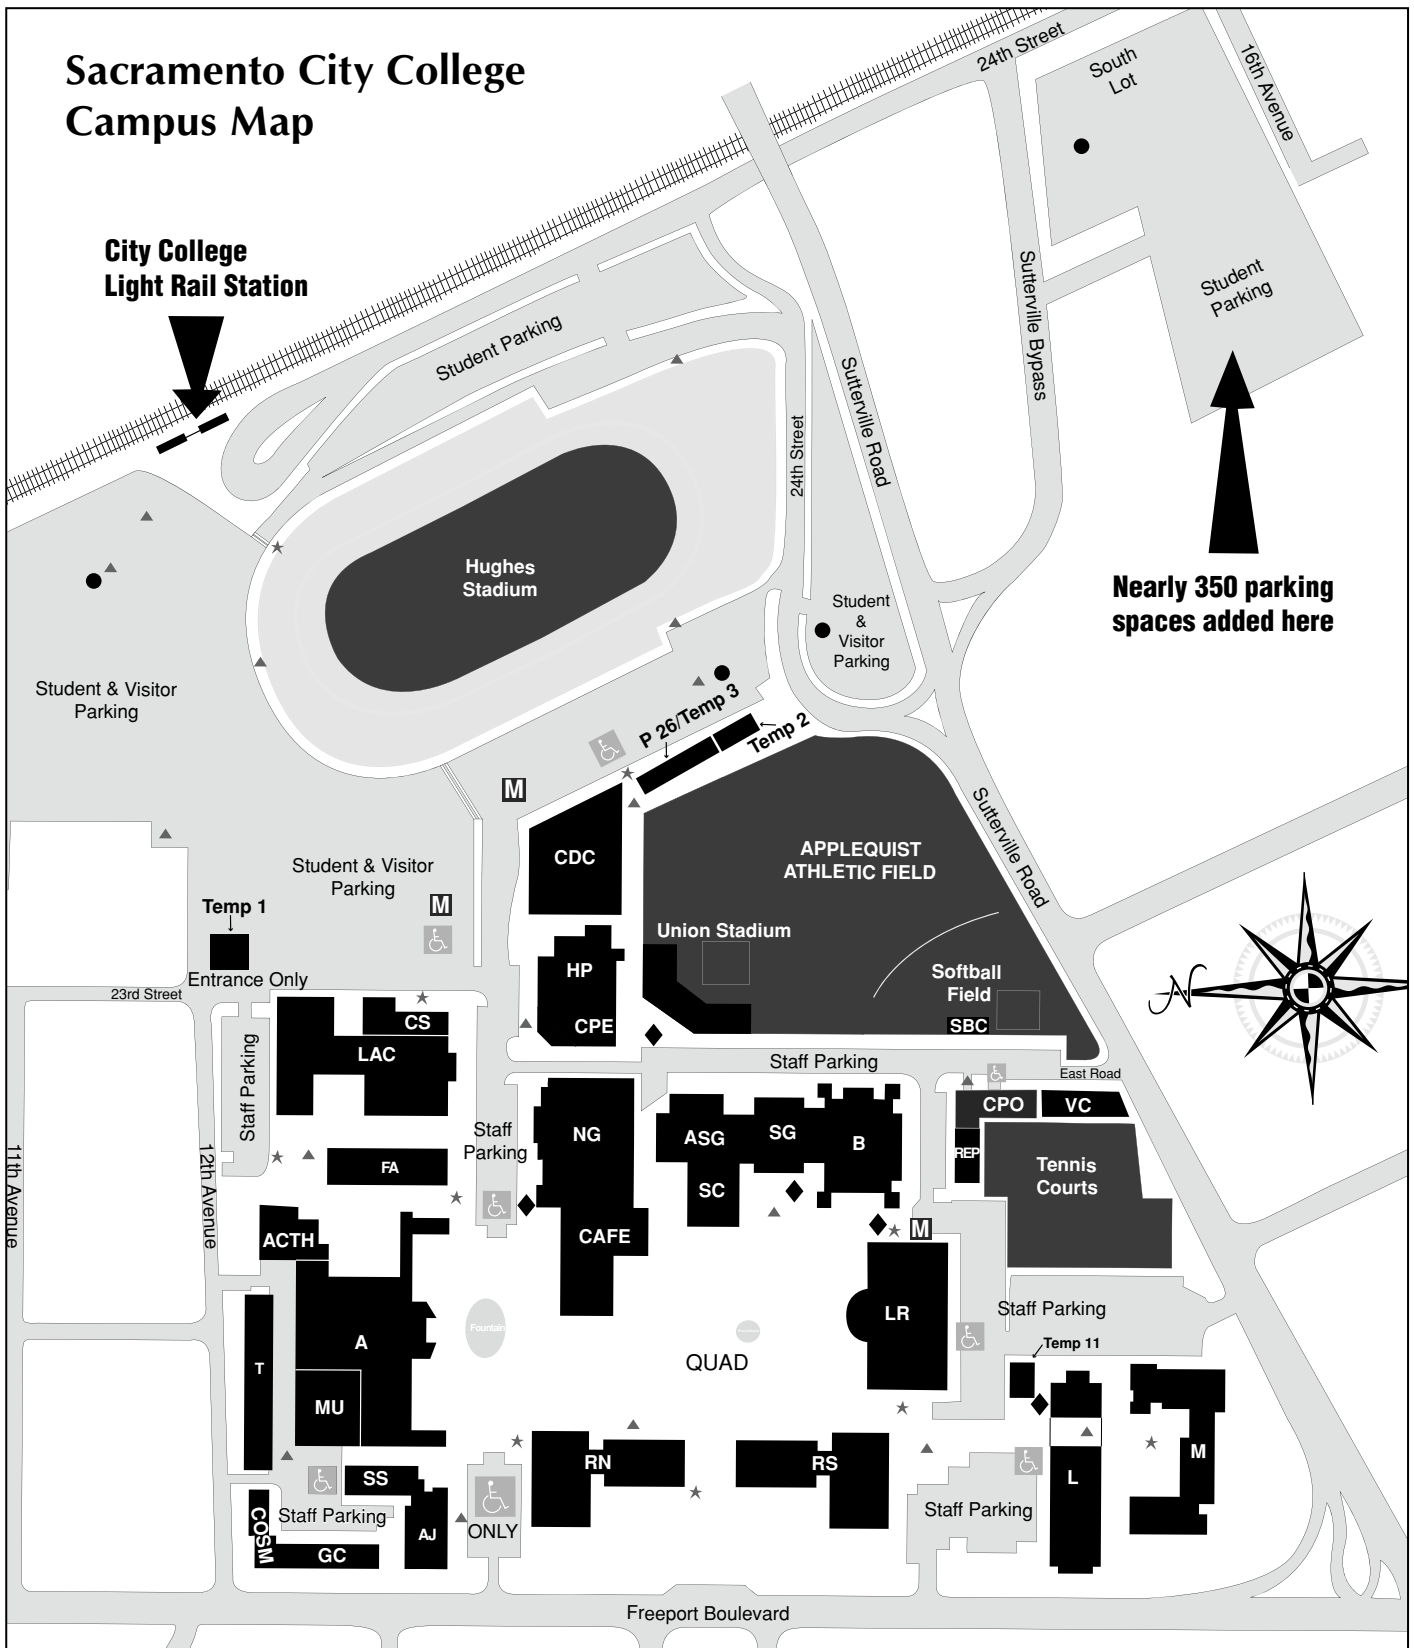 Sacramento City College
Campus Map
24th Street
South
Lot
16th Avenue
City College
Light Rail Station
Student
Parking
Sutterville Bypass
Student Parking
Sutterville Road
24th Street
Nearly 350 parking
spaces added here
Hughes
Stadium
Student
&
Visitor
Parking
Student & Visitor
Parking
P 26/Temp 3
Temp 2
M
Sutterville Road
APPLEQUIST
ATHLETIC FIELD
CDC
Student & Visitor
Parking
M
Temp 1
Union Stadium
HP
Softball
Field
Entrance Only
23rd Street
N
CS
CPE
SBC
LAC
Staff Parking
Staff Parking
East Road
CPO
VC
NG
ASG
SG
B
Staff
Parking
REP
Tennis
Courts
FA
11th Avenue
12th Avenue
SC
ACTH
CAFE
M
LR
Staff Parking
Fountain
A
QUAD
Temp 11
T
MU
RN
RS
M
SS
L
COSM
Staff Parking
AJ
ONLY
Staff Parking
GC
Freeport Boulevard